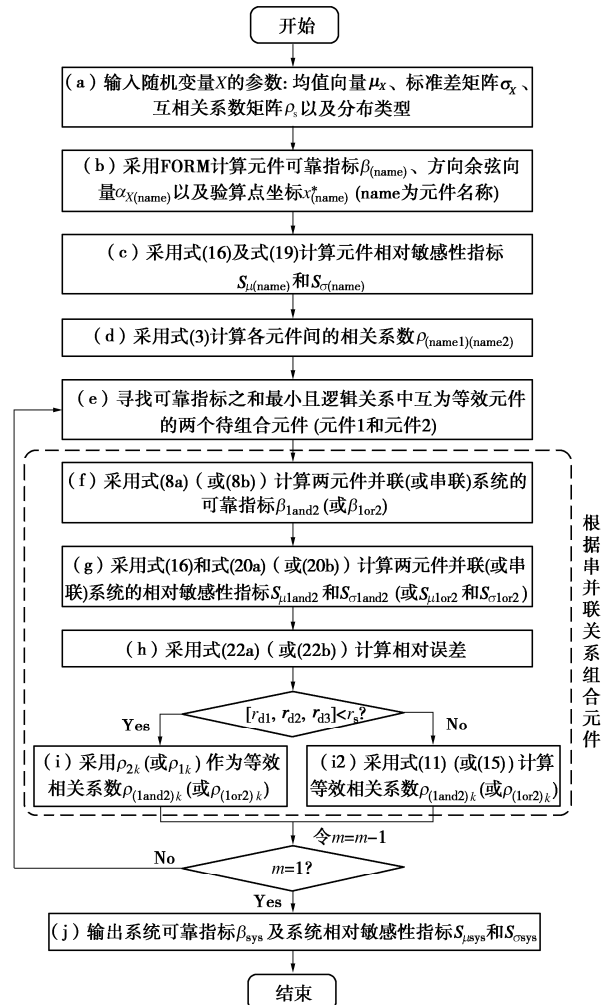 开始
(a)输入随机变量X的参数: 均值向量μX、标准差矩阵σX、
互相关系数矩阵ρs以及分布类型
(b)采用FORM计算元件可靠指标β(name)、方向余弦向
量αX(name)以及验算点坐标x*(name) (name为元件名称)
(c)采用式(16)及式(19)计算元件相对敏感性指标
Sμ(name)和Sσ(name)
(d)采用式(3)计算各元件间的相关系数ρ(name1)(name2)
(e)寻找可靠指标之和最小且逻辑关系中互为等效元件
的两个待组合元件 (元件1和元件2)
(f)采用式(8a)(或(8b))计算两元件并联(或串联)系统的
可靠指标β1and2(或β1or2)
(g)采用式(16)和式(20a)(或(20b))计算两元件并联(或串
联)系统的相对敏感性指标Sμ1and2和Sσ1and2 (或Sμ1or2和Sσ1or2)
(h)采用式(22a)(或(22b))计算相对误差
[rd1, rd2, rd3]<rs?
Yes
No
(i)采用ρ2k(或ρ1k)作为等效
相关系数ρ(1and2)k(或ρ(1or2)k)
(i2)采用式(11) (或(15))计算
等效相关系数ρ(1and2)k(或ρ(1or2)k)
根据串并联关系组合元件
令m=m-1
No
m=1?
Yes
(j)输出系统可靠指标βsys及系统相对敏感性指标Sμsys和Sσsys
结束